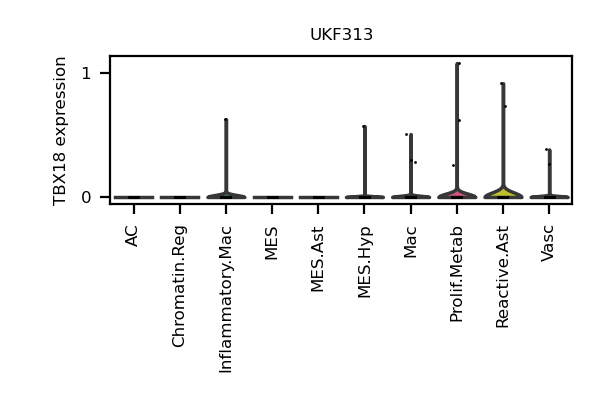 UKF313
TBX18 expression
1
0
AC
Chromatin.Reg
Inflammatory.Mac
MES
MES.Ast
MES.Hyp
Mac
Prolif.Metab
Reactive.Ast
Vasc